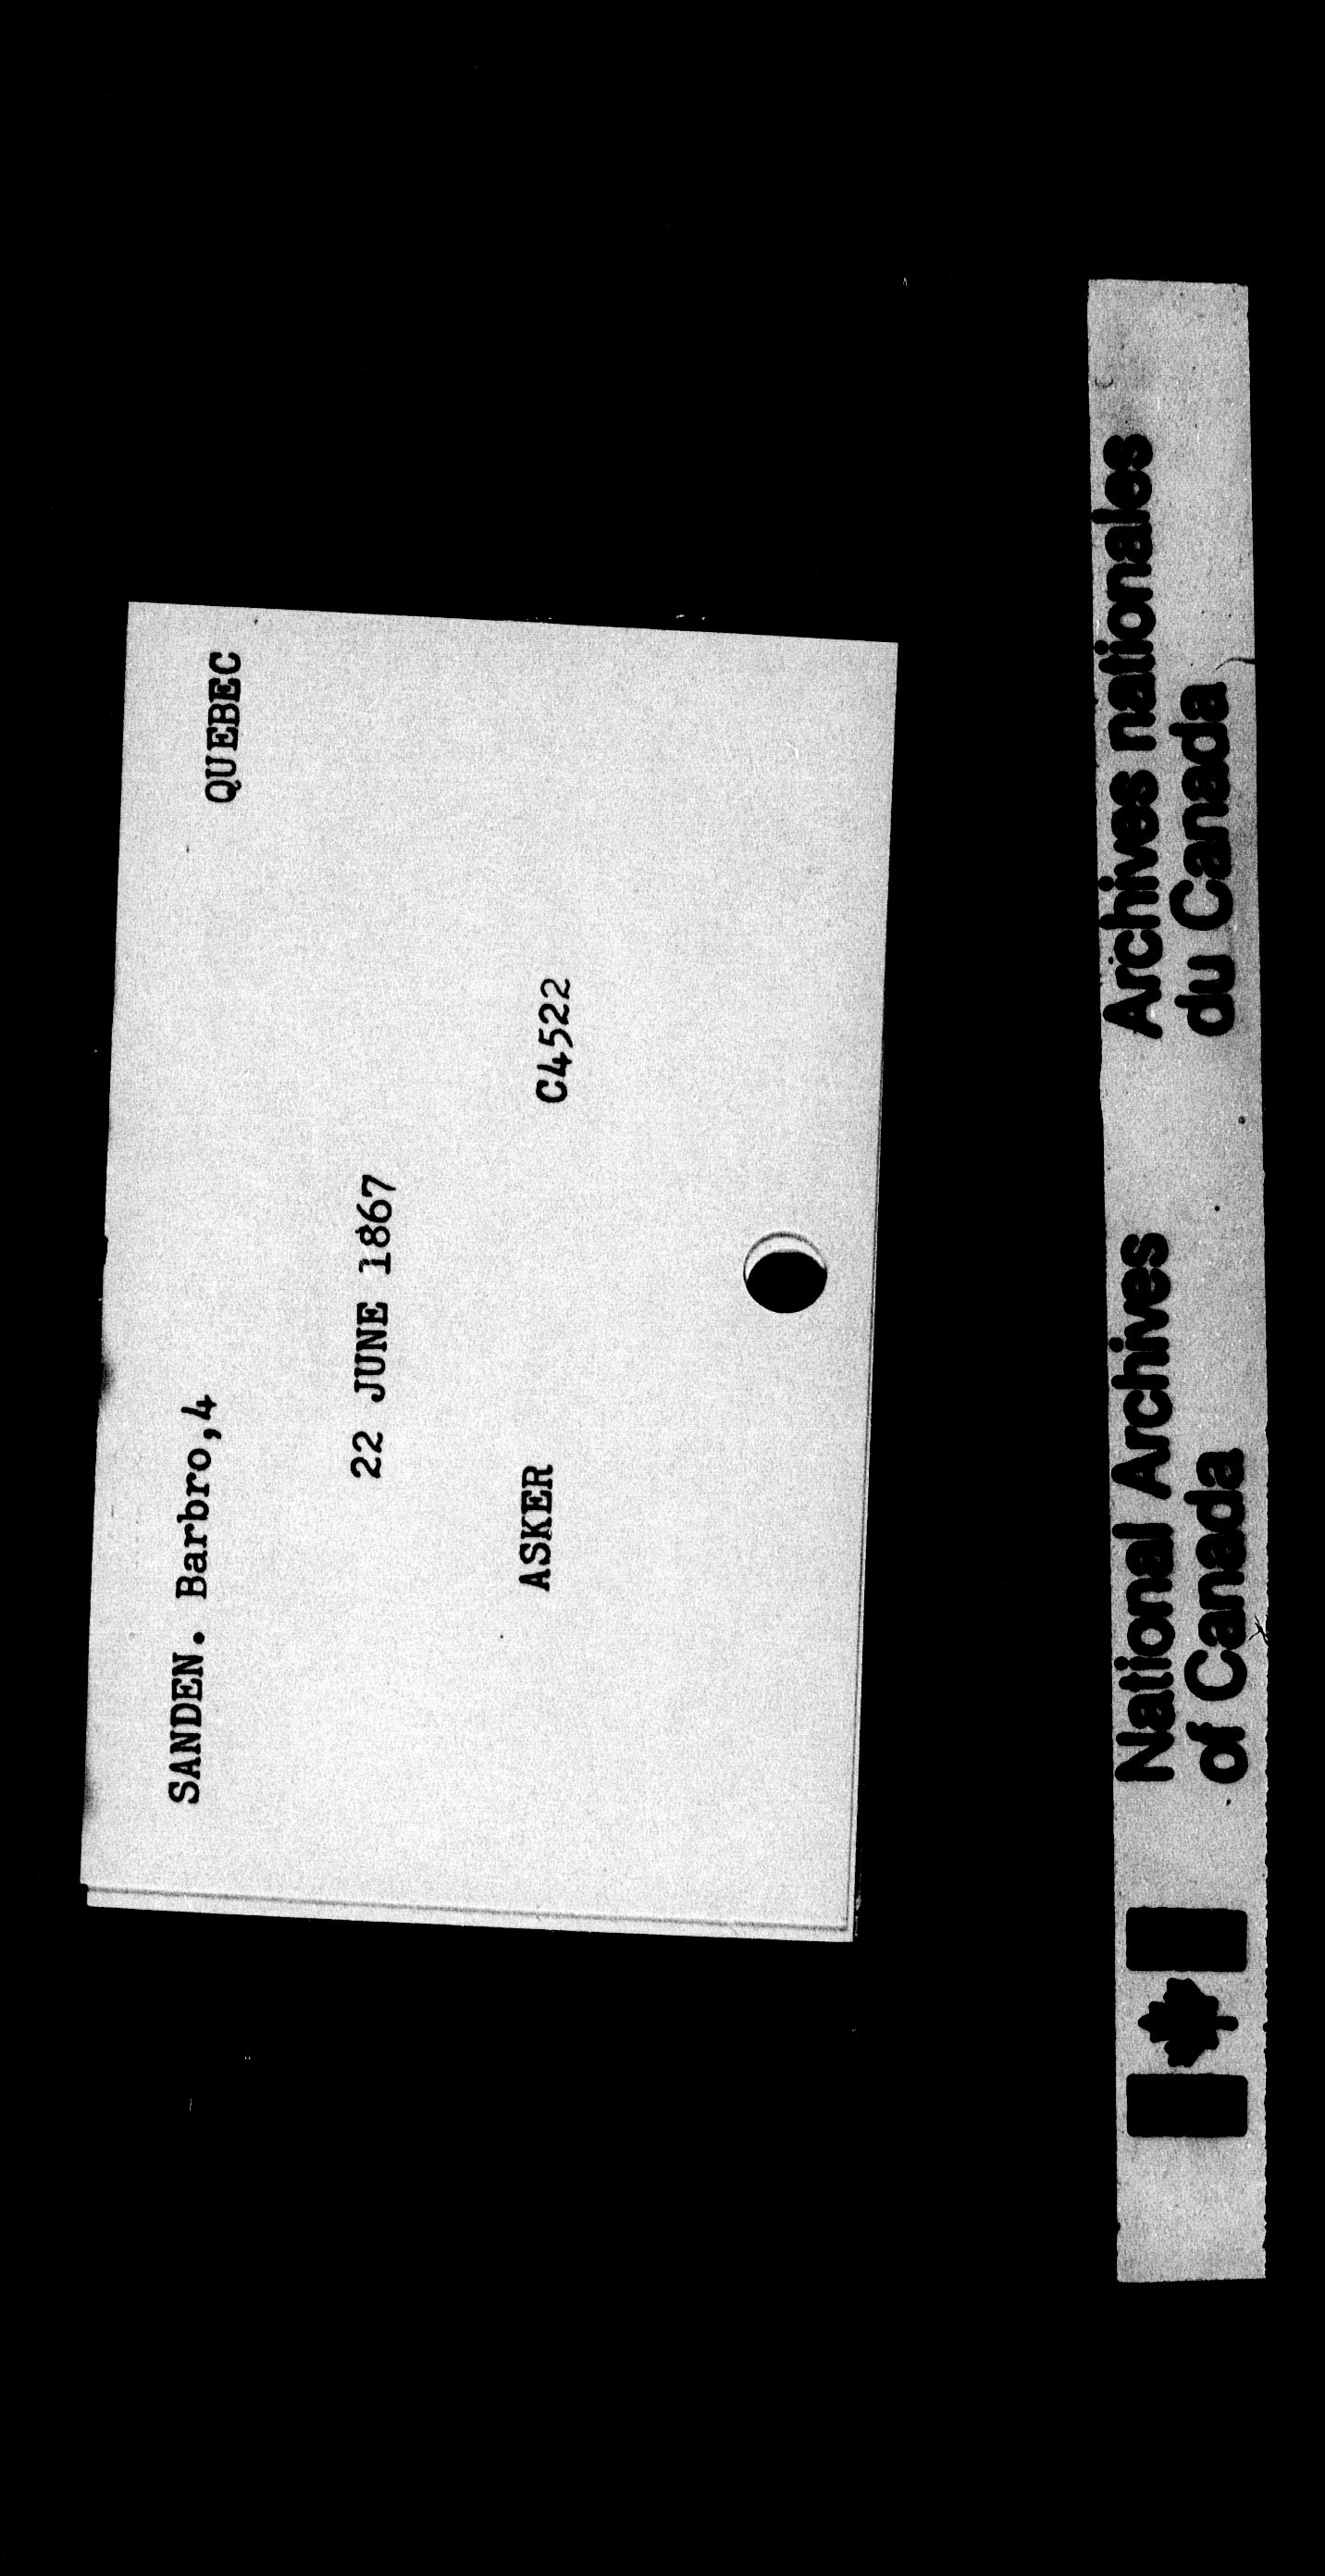 SANDEN. Barbro,4 QUEBEC
22 JUNE 1867
ASKER C4522
National Archives
of Canada
Archives nationales
du Canada